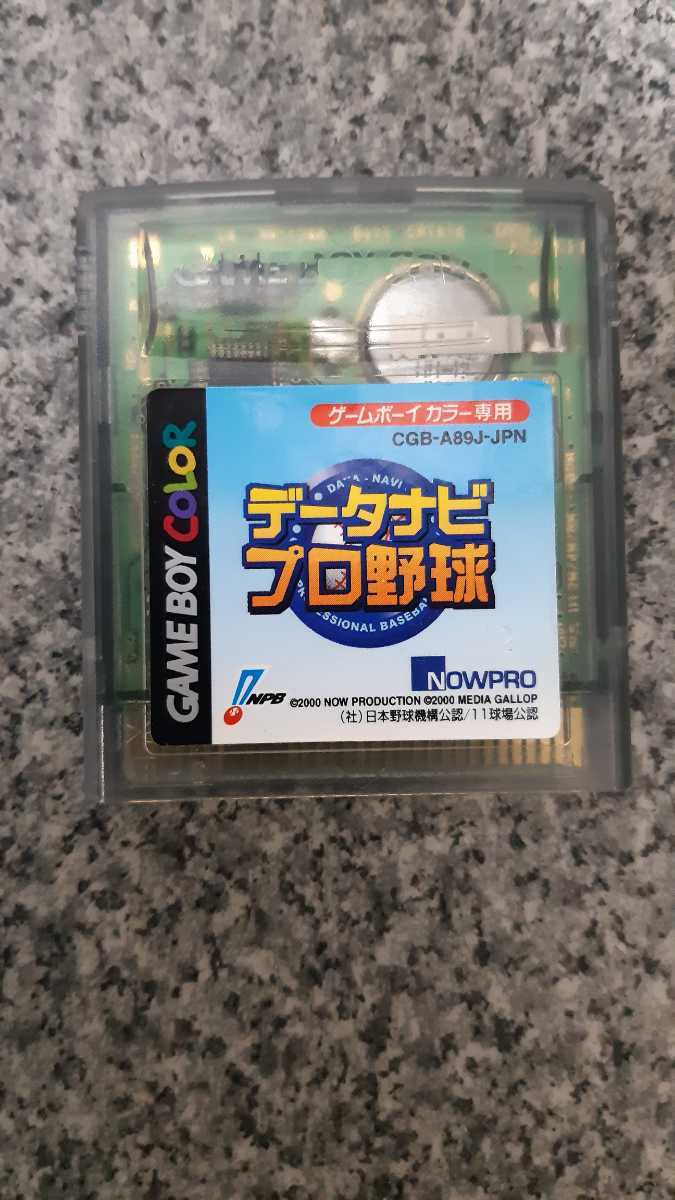 GAME BOY COLOR
ゲームボーイカラー専用
CGB-A89J-JPN
DATA-NAVI
データナビ
プロ野球
PROFESSIONAL BASEBALL
NPB
NOWPRO
©2000 NOW PRODUCTION ©2000 MEDIA GALLOP
(社)日本野球機構公認/11球場公認